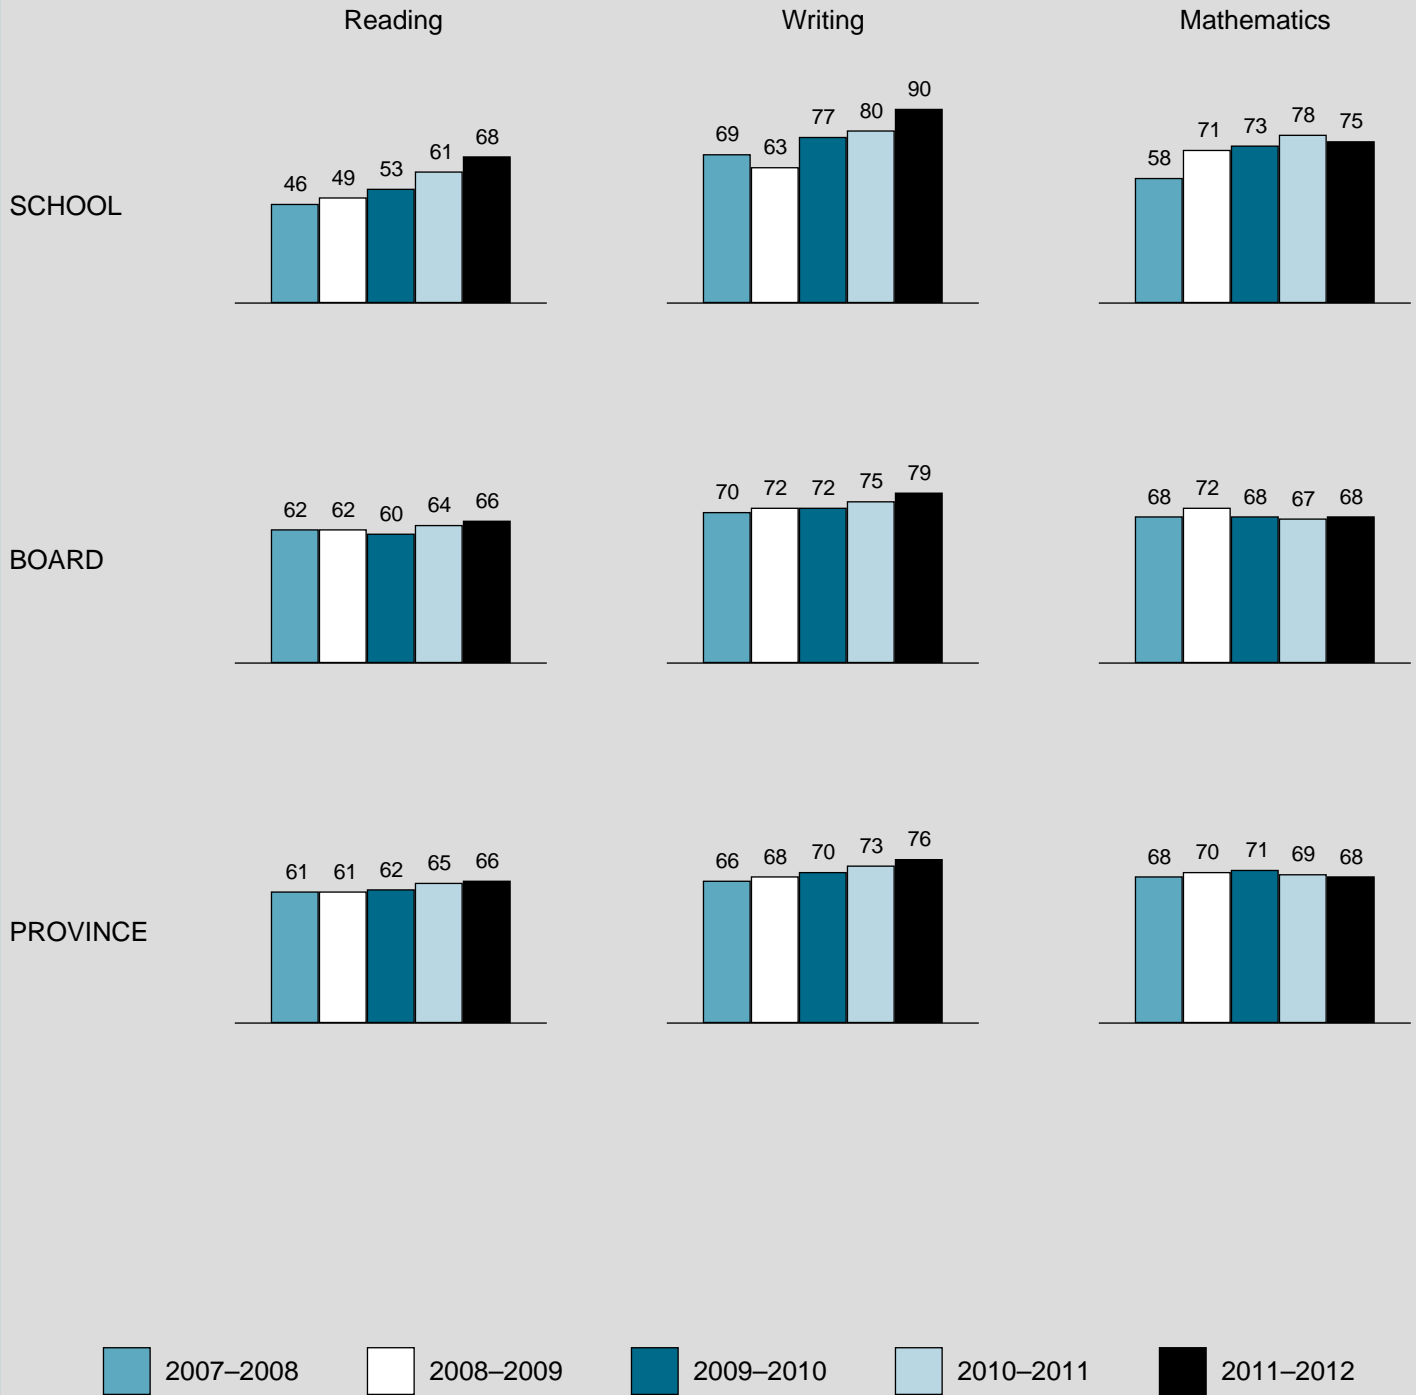 Reading Writing Mathematics
SCHOOL
46 49 53 61 68
69 63 77 80 90
58 71 73 78 75
BOARD
62 62 60 64 66
70 72 72 75 79
68 72 68 67 68
PROVINCE
61 61 62 65 66
66 68 70 73 76
68 70 71 69 68
2007–2008 2008–2009 2009–2010 2010–2011 2011–2012